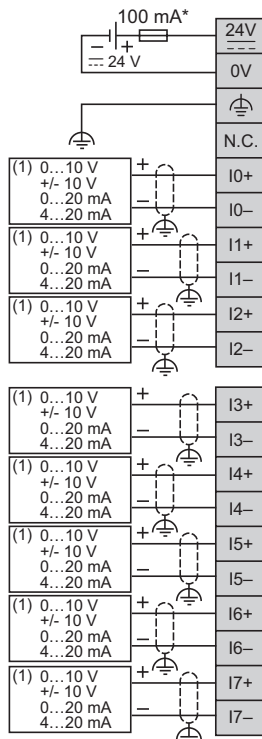 100 mA*
24V
– +
24 V
0V
N.C.
(1) 0...10 V
+/- 10 V
0...20 mA
4...20 mA
+
–
I0+
I0–
(1) 0...10 V
+/- 10 V
0...20 mA
4...20 mA
+
–
I1+
I1–
(1) 0...10 V
+/- 10 V
0...20 mA
4...20 mA
+
–
I2+
I2–
(1) 0...10 V
+/- 10 V
0...20 mA
4...20 mA
+
–
I3+
I3–
(1) 0...10 V
+/- 10 V
0...20 mA
4...20 mA
+
–
I4+
I4–
(1) 0...10 V
+/- 10 V
0...20 mA
4...20 mA
+
–
I5+
I5–
(1) 0...10 V
+/- 10 V
0...20 mA
4...20 mA
+
–
I6+
I6–
(1) 0...10 V
+/- 10 V
0...20 mA
4...20 mA
+
–
I7+
I7–